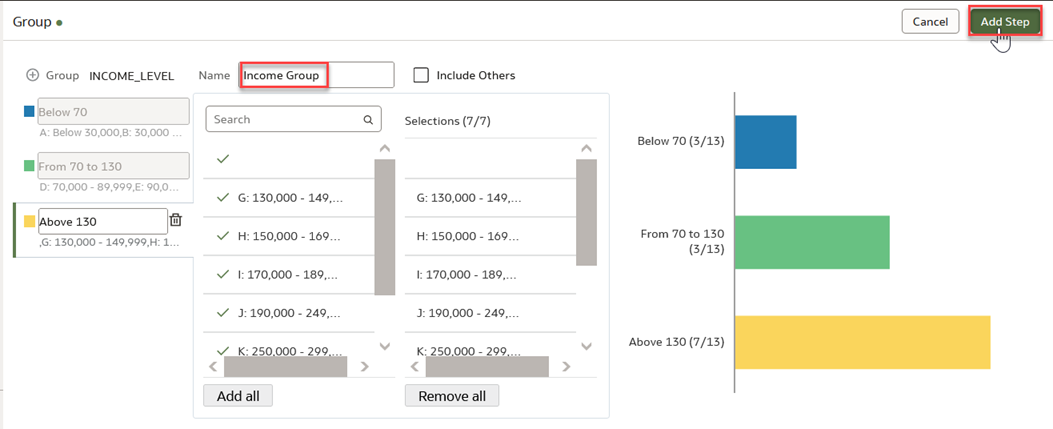 Group
Cancel
Add Step
Group INCOME_LEVEL
Name Income Group
Include Others
Below 70
A: Below 30,000,B: 30,000 ...
From 70 to 130
D: 70,000 - 89,999,E: 90,0...
Above 130
,G: 130,000 - 149,999,H: 1...
Search
G: 130,000 - 149,...
H: 150,000 - 169...
I: 170,000 - 189,...
J: 190,000 - 249,...
K: 250,000 - 299,...
Add all
Selections (7/7)
G: 130,000 - 149,...
H: 150,000 - 169...
I: 170,000 - 189,...
J: 190,000 - 249,...
K: 250,000 - 299,...
Remove all
Below 70 (3/13)
From 70 to 130
(3/13)
Above 130 (7/13)